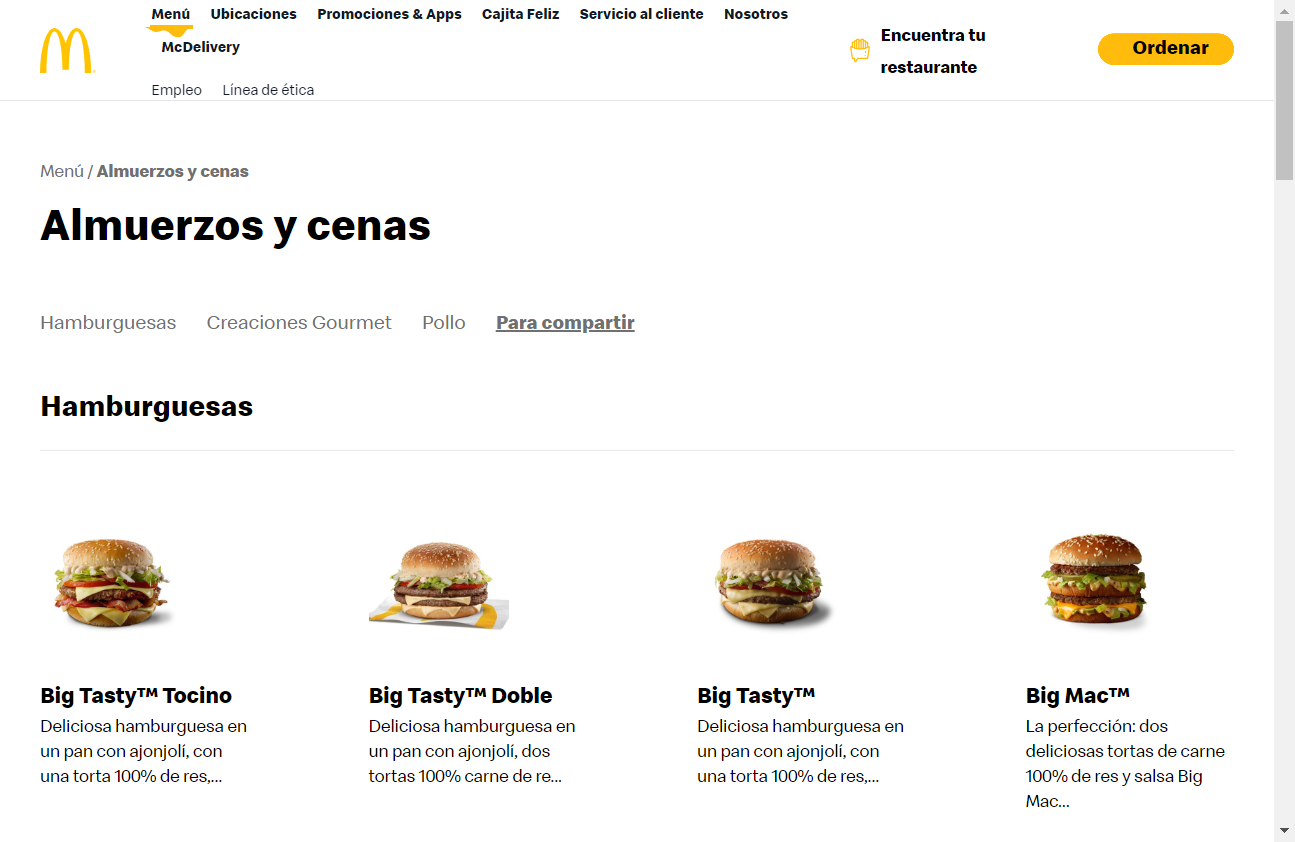 Menú Ubicaciones Promociones & Apps Cajita Feliz Servicio al cliente Nosotros
McDelivery
Empleo Línea de ética
Encuentra tu
restaurante
Ordenar
Menú / Almuerzos y cenas
Almuerzos y cenas
Hamburguesas Creaciones Gourmet Pollo Para compartir
Hamburguesas
Big Tasty™ Tocino
Deliciosa hamburguesa en
un pan con ajonjolí, con
una torta 100% de res,...
Big Tasty™ Doble
Deliciosa hamburguesa en
un pan con ajonjolí, dos
tortas 100% carne de re...
Big Tasty™
Deliciosa hamburguesa en
un pan con ajonjolí, con
una torta 100% de res,...
Big Mac™
La perfección: dos
deliciosas tortas de carne
100% de res y salsa Big
Mac...